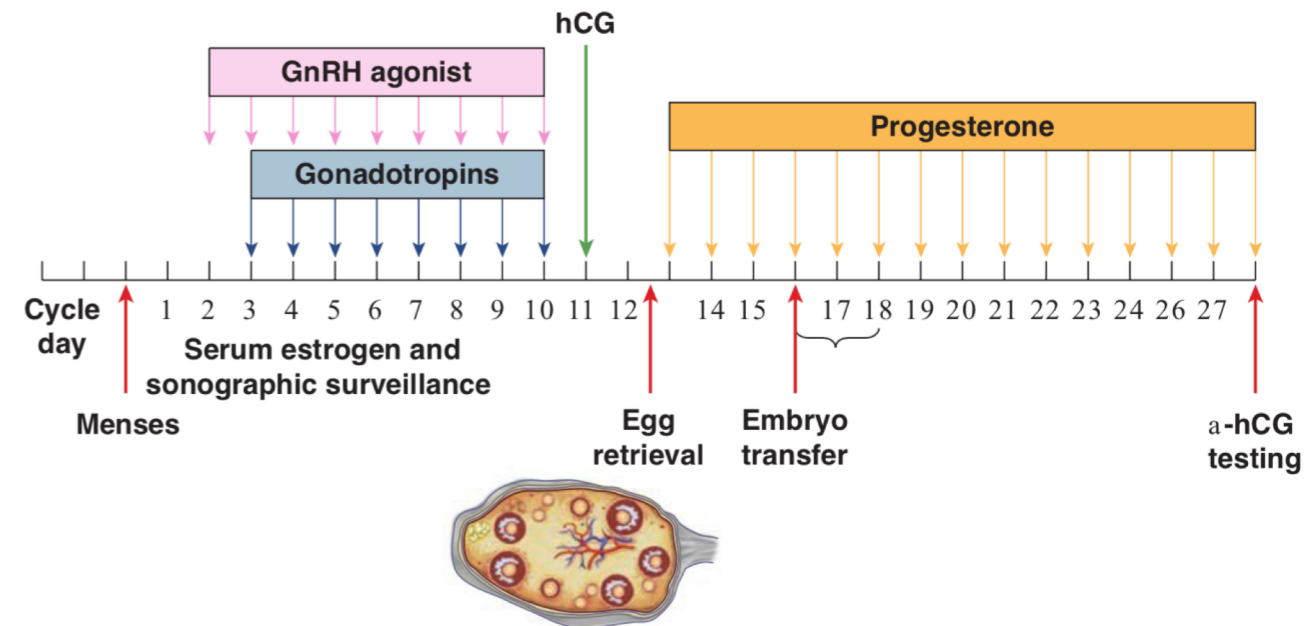 hCG
GnRH agonist
Progesterone
Gonadotropins
Cycle
day
1 2 3 4 5 6 7 8 9 10 11 12 14 15 17 18 19 20 21 22 23 24 26 27
Serum estrogen and
sonographic surveillance
Menses
Egg
retrieval
Embryo
transfer
a-hCG
testing